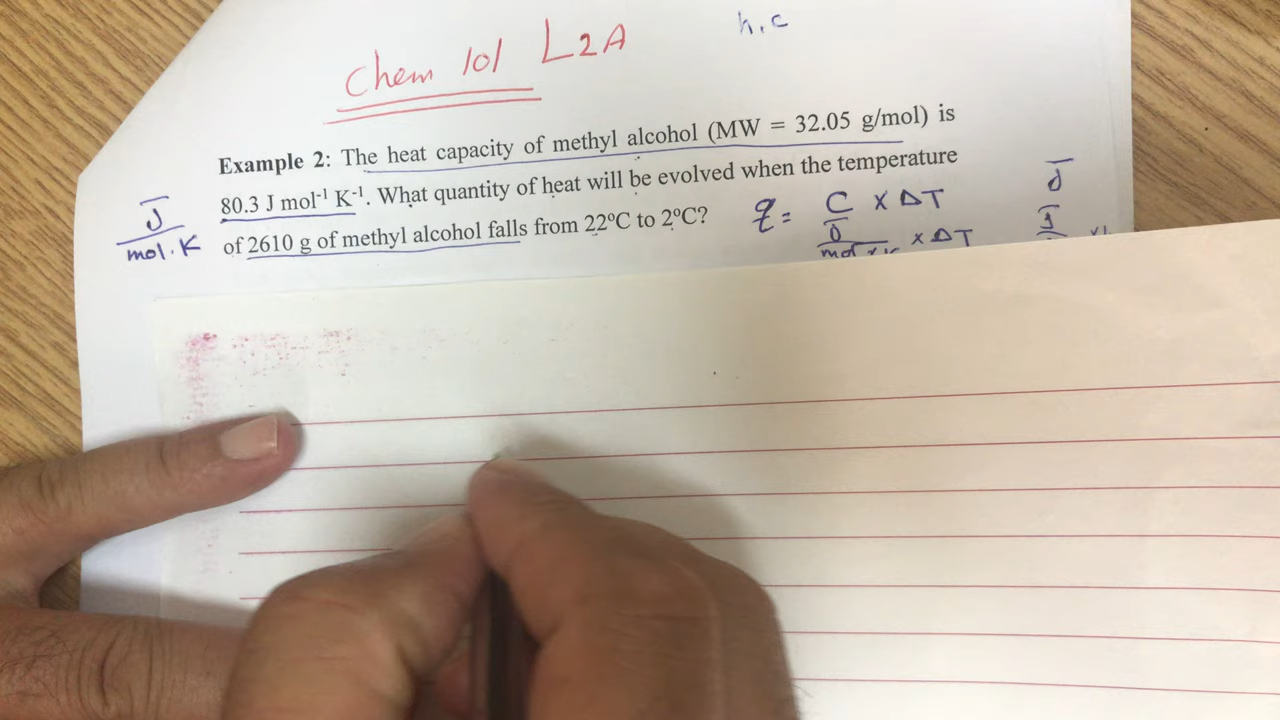 Chem 101 L2A
h.c
Example 2: The heat capacity of methyl alcohol (MW = 32.05 g/mol) is
80.3 J mol⁻¹ K⁻¹. What quantity of heat will be evolved when the temperature
of 2610 g of methyl alcohol falls from 22ºC to 2ºC?
J
mol.K
q = C x ΔT
J
x ΔT
mol x K
J
J